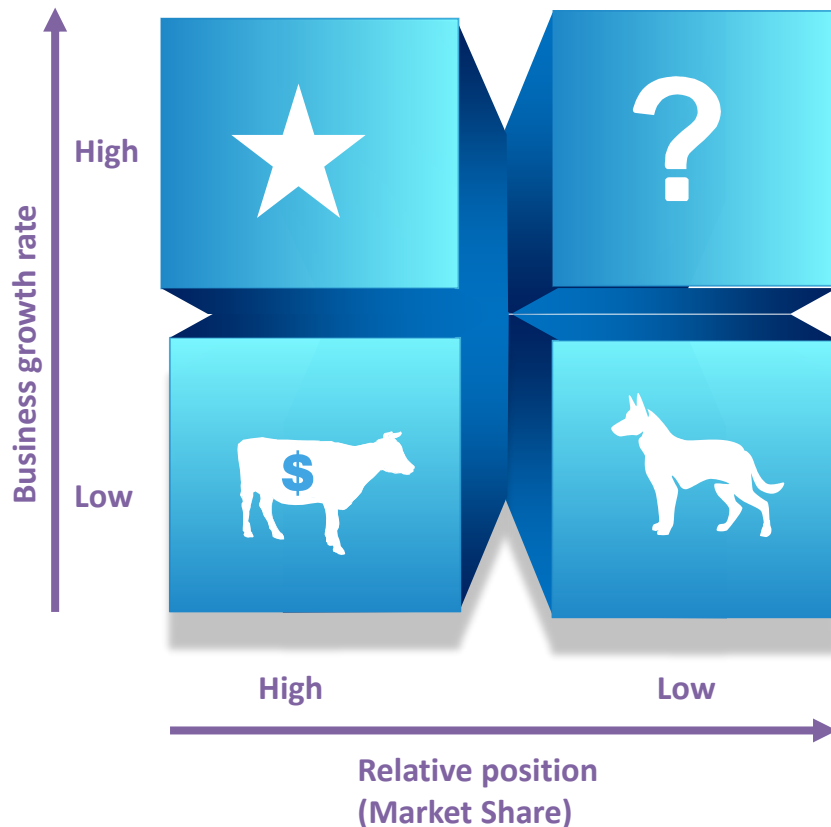 High
?
Business growth rate
$
Low
High
Low
Relative position
(Market Share)